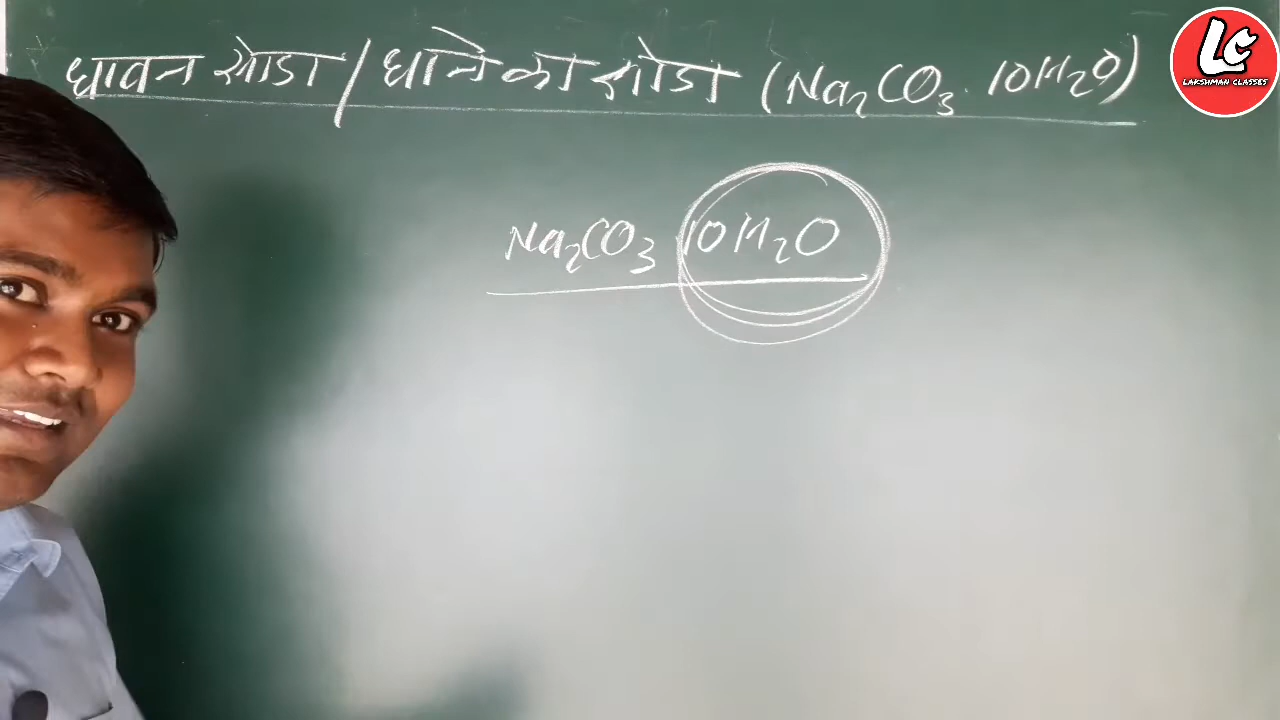 धावन सोडा / धाने का सोडा (Na₂CO₃. 10H₂O)
Na₂CO₃ 10H₂O
LC
LAKSHMAN CLASSES